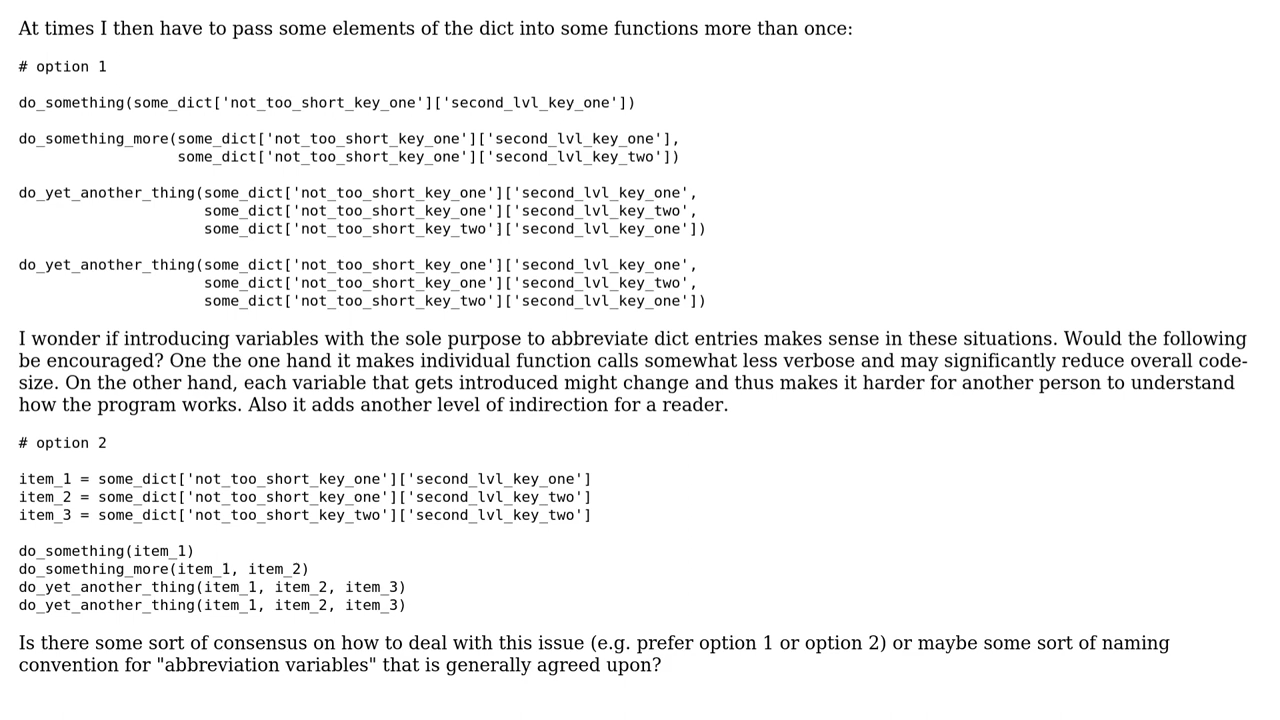 At times I then have to pass some elements of the dict into some functions more than once:
# option 1
do_something(some_dict['not_too_short_key_one']['second_lvl_key_one'])
do_something_more(some_dict['not_too_short_key_one']['second_lvl_key_one'],
                  some_dict['not_too_short_key_one']['second_lvl_key_two'])
do_yet_another_thing(some_dict['not_too_short_key_one']['second_lvl_key_one',
                     some_dict['not_too_short_key_one']['second_lvl_key_two',
                     some_dict['not_too_short_key_two']['second_lvl_key_one'])
do_yet_another_thing(some_dict['not_too_short_key_one']['second_lvl_key_one',
                     some_dict['not_too_short_key_one']['second_lvl_key_two',
                     some_dict['not_too_short_key_two']['second_lvl_key_one'])
I wonder if introducing variables with the sole purpose to abbreviate dict entries makes sense in these situations. Would the following
be encouraged? One the one hand it makes individual function calls somewhat less verbose and may significantly reduce overall code-
size. On the other hand, each variable that gets introduced might change and thus makes it harder for another person to understand
how the program works. Also it adds another level of indirection for a reader.
# option 2
item_1 = some_dict['not_too_short_key_one']['second_lvl_key_one']
item_2 = some_dict['not_too_short_key_one']['second_lvl_key_two']
item_3 = some_dict['not_too_short_key_two']['second_lvl_key_two']
do_something(item_1)
do_something_more(item_1, item_2)
do_yet_another_thing(item_1, item_2, item_3)
do_yet_another_thing(item_1, item_2, item_3)
Is there some sort of consensus on how to deal with this issue (e.g. prefer option 1 or option 2) or maybe some sort of naming
convention for "abbreviation variables" that is generally agreed upon?